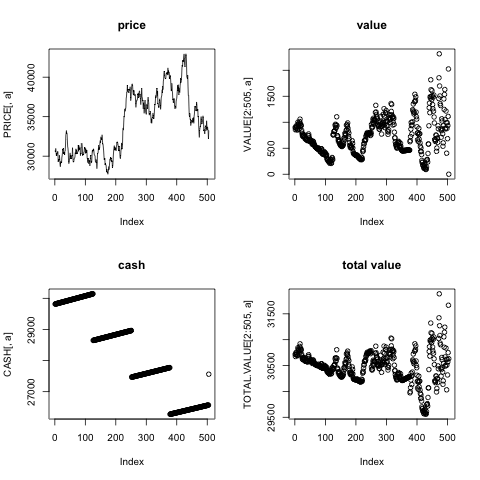 price
value
PRICE[, a]
30000
35000
40000
0
100
200
300
400
500
Index
VALUE[2:505, a]
0
500
1500
0
100
200
300
400
500
Index
cash
total value
CASH[, a]
27000
29000
0
100
200
300
400
500
Index
TOTAL.VALUE[2:505, a]
29500
30500
31500
0
100
200
300
400
500
Index